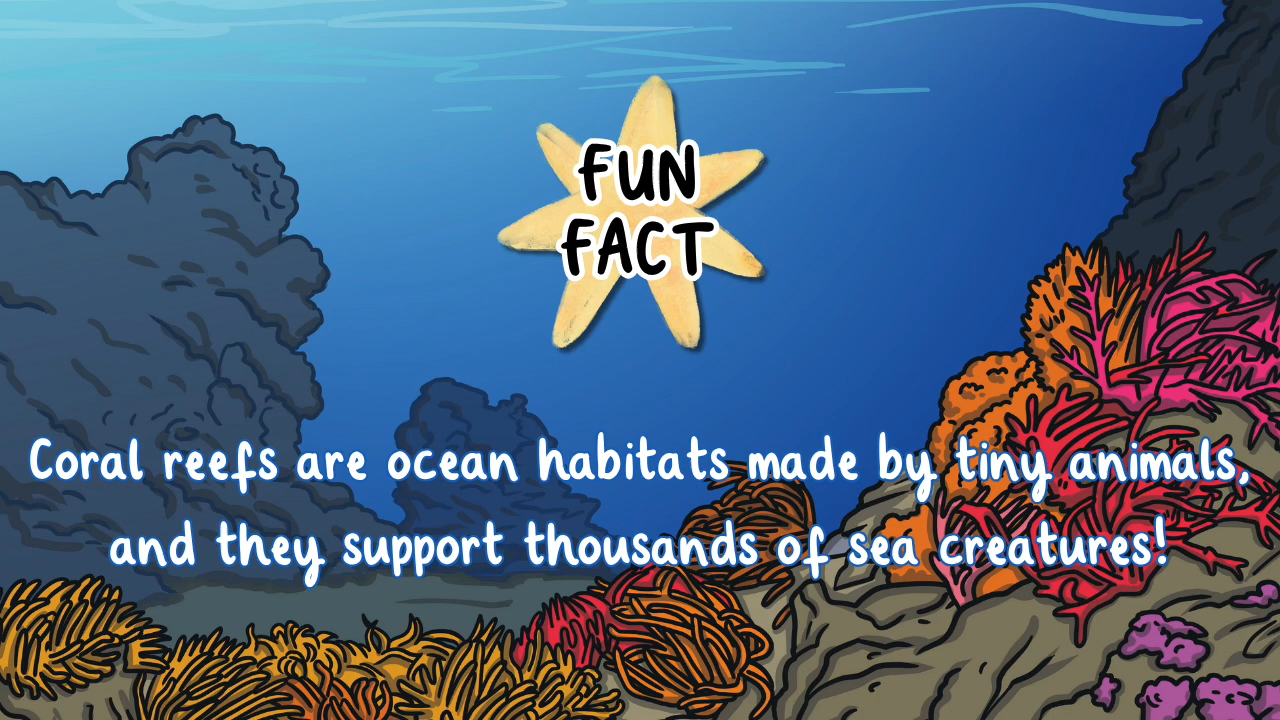 FUN
FACT
Coral reefs are ocean habitats made by tiny animals,
and they support thousands of sea creatures!